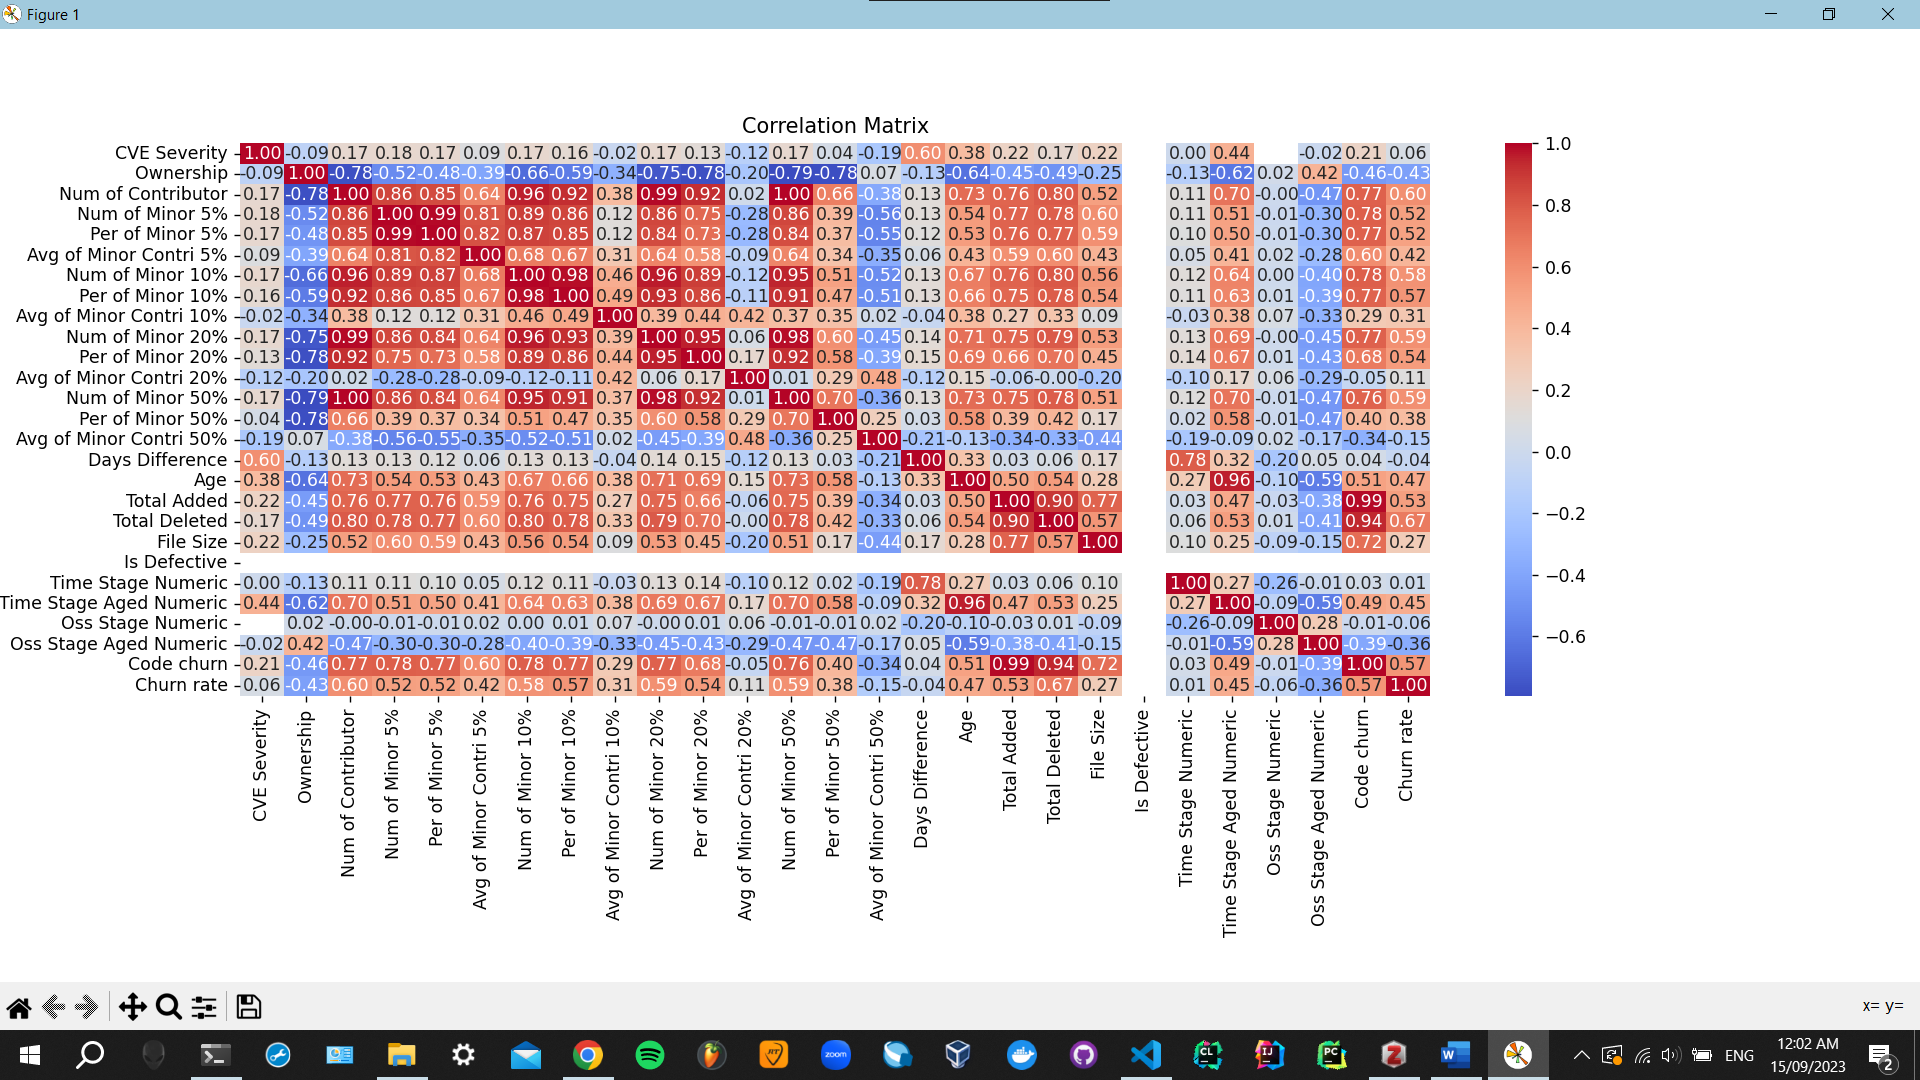 Figure 1
Correlation Matrix
CVE Severity 1.00 -0.09 0.17 0.18 0.17 0.09 0.17 0.16 -0.02 0.17 0.13 -0.12 0.17 0.04 -0.19 0.60 0.38 0.22 0.17 0.22 0.00 0.44 -0.02 0.21 0.06
Ownership -0.09 1.00 -0.78 -0.52 -0.48 -0.39 -0.66 -0.59 -0.34 -0.75 -0.78 -0.20 -0.79 -0.78 0.07 -0.13 -0.64 -0.45 -0.49 -0.25 -0.13 -0.62 0.02 0.42 -0.46 -0.43
Num of Contributor 0.17 -0.78 1.00 0.86 0.85 0.64 0.96 0.92 0.38 0.99 0.92 0.02 1.00 0.66 -0.38 0.13 0.73 0.76 0.80 0.52 0.11 0.70 -0.00 -0.47 0.77 0.60
Num of Minor 5% 0.18 -0.52 0.86 1.00 0.99 0.81 0.89 0.86 0.12 0.86 0.75 -0.28 0.86 0.39 -0.56 0.13 0.54 0.77 0.78 0.60 0.11 0.51 -0.01 -0.30 0.78 0.52
Per of Minor 5% 0.17 -0.48 0.85 0.99 1.00 0.82 0.87 0.85 0.12 0.84 0.73 -0.28 0.84 0.37 -0.55 0.12 0.53 0.76 0.77 0.59 0.10 0.50 -0.01 -0.30 0.77 0.52
Avg of Minor Contri 5% 0.09 -0.39 0.64 0.81 0.82 1.00 0.68 0.67 0.31 0.64 0.58 -0.09 0.64 0.34 -0.35 0.06 0.43 0.59 0.60 0.43 0.05 0.41 0.02 -0.28 0.60 0.42
Num of Minor 10% 0.17 -0.66 0.96 0.89 0.87 0.68 1.00 0.98 0.46 0.96 0.89 -0.12 0.95 0.51 -0.52 0.13 0.67 0.76 0.80 0.56 0.12 0.64 0.00 -0.40 0.78 0.58
Per of Minor 10% 0.16 -0.59 0.92 0.86 0.85 0.67 0.98 1.00 0.49 0.93 0.86 -0.11 0.91 0.47 -0.51 0.13 0.66 0.75 0.78 0.54 0.11 0.63 0.01 -0.39 0.77 0.57
Avg of Minor Contri 10% -0.02 -0.34 0.38 0.12 0.12 0.31 0.46 0.49 1.00 0.39 0.44 0.42 0.37 0.35 0.02 -0.04 0.38 0.27 0.33 0.09 -0.03 0.38 0.07 -0.33 0.29 0.31
Num of Minor 20% 0.17 -0.75 0.99 0.86 0.84 0.64 0.96 0.93 0.39 1.00 0.95 0.06 0.98 0.60 -0.45 0.14 0.71 0.75 0.79 0.53 0.13 0.69 -0.00 -0.45 0.77 0.59
Per of Minor 20% 0.13 -0.78 0.92 0.75 0.73 0.58 0.89 0.86 0.44 0.95 1.00 0.17 0.92 0.58 -0.39 0.15 0.69 0.66 0.70 0.45 0.14 0.67 0.01 -0.43 0.68 0.54
Avg of Minor Contri 20% -0.12 -0.20 0.02 -0.28 -0.28 -0.09 -0.12 -0.11 0.42 0.06 0.17 1.00 0.01 0.29 0.48 -0.12 0.15 -0.06 -0.00 -0.20 -0.10 0.17 0.06 -0.29 -0.05 0.11
Num of Minor 50% 0.17 -0.79 1.00 0.86 0.84 0.64 0.95 0.91 0.37 0.98 0.92 0.01 1.00 0.70 -0.36 0.13 0.73 0.75 0.78 0.51 0.12 0.70 -0.01 -0.47 0.76 0.59
Per of Minor 50% 0.04 -0.78 0.66 0.39 0.37 0.34 0.51 0.47 0.35 0.60 0.58 0.29 0.70 1.00 0.25 0.03 0.58 0.39 0.42 0.17 0.02 0.58 -0.01 -0.47 0.40 0.38
Avg of Minor Contri 50% -0.19 0.07 -0.38 -0.56 -0.55 -0.35 -0.52 -0.51 0.02 -0.45 -0.39 0.48 -0.36 0.25 1.00 -0.21 -0.13 -0.34 -0.33 -0.44 -0.19 -0.09 0.02 -0.17 -0.34 -0.15
Days Difference 0.60 -0.13 0.13 0.13 0.12 0.06 0.13 0.13 -0.04 0.14 0.15 -0.12 0.13 0.03 -0.21 1.00 0.33 0.03 0.06 0.17 0.78 0.32 -0.20 0.05 0.04 -0.04
Age 0.38 -0.64 0.73 0.54 0.53 0.43 0.67 0.66 0.38 0.71 0.69 0.15 0.73 0.58 -0.13 0.33 1.00 0.50 0.54 0.28 0.27 0.96 -0.10 -0.59 0.51 0.47
Total Added 0.22 -0.45 0.76 0.77 0.76 0.59 0.76 0.75 0.27 0.75 0.66 -0.06 0.75 0.39 -0.34 0.03 0.50 1.00 0.90 0.77 0.03 0.47 -0.03 -0.38 0.99 0.53
Total Deleted 0.17 -0.49 0.80 0.78 0.77 0.60 0.80 0.78 0.33 0.79 0.70 -0.00 0.78 0.42 -0.33 0.06 0.54 0.90 1.00 0.57 0.06 0.53 0.01 -0.41 0.94 0.67
File Size 0.22 -0.25 0.52 0.60 0.59 0.43 0.56 0.54 0.09 0.53 0.45 -0.20 0.51 0.17 -0.44 0.17 0.28 0.77 0.57 1.00 0.10 0.25 -0.09 -0.15 0.72 0.27
Is Defective
Time Stage Numeric 0.00 -0.13 0.11 0.11 0.10 0.05 0.12 0.11 -0.03 0.13 0.14 -0.10 0.12 0.02 -0.19 0.78 0.27 0.03 0.06 0.10 1.00 0.27 -0.26 -0.01 0.03 0.01
Time Stage Aged Numeric 0.44 -0.62 0.70 0.51 0.50 0.41 0.64 0.63 0.38 0.69 0.67 0.17 0.70 0.58 -0.09 0.32 0.96 0.47 0.53 0.25 0.27 1.00 -0.09 -0.59 0.49 0.45
Oss Stage Numeric 0.02 -0.00 -0.01 -0.01 0.02 0.00 0.01 0.07 -0.00 0.01 0.06 -0.01 -0.01 0.02 -0.20 -0.10 -0.03 0.01 -0.09 -0.26 -0.09 1.00 0.28 -0.01 -0.06
Oss Stage Aged Numeric -0.02 0.42 -0.47 -0.30 -0.30 -0.28 -0.40 -0.39 -0.33 -0.45 -0.43 -0.29 -0.47 -0.47 -0.17 0.05 -0.59 -0.38 -0.41 -0.15 -0.01 -0.59 0.28 1.00 -0.39 -0.36
Code churn 0.21 -0.46 0.77 0.78 0.77 0.60 0.78 0.77 0.29 0.77 0.68 -0.05 0.76 0.40 -0.34 0.04 0.51 0.99 0.94 0.72 0.03 0.49 -0.01 -0.39 1.00 0.57
Churn rate 0.06 -0.43 0.60 0.52 0.52 0.42 0.58 0.57 0.31 0.59 0.54 0.11 0.59 0.38 -0.15 -0.04 0.47 0.53 0.67 0.27 0.01 0.45 -0.06 -0.36 0.57 1.00
CVE Severity
Ownership
Num of Contributor
Num of Minor 5%
Per of Minor 5%
Avg of Minor Contri 5%
Num of Minor 10%
Per of Minor 10%
Avg of Minor Contri 10%
Num of Minor 20%
Per of Minor 20%
Avg of Minor Contri 20%
Num of Minor 50%
Per of Minor 50%
Avg of Minor Contri 50%
Days Difference
Age
Total Added
Total Deleted
File Size
Is Defective
Time Stage Numeric
Time Stage Aged Numeric
Oss Stage Numeric
Oss Stage Aged Numeric
Code churn
Churn rate
1.0
0.8
0.6
0.4
0.2
0.0
−0.2
−0.4
−0.6
x= y=
zoom
CL
IJ
PC
Z
W
ENG
12:02 AM
15/09/2023
2